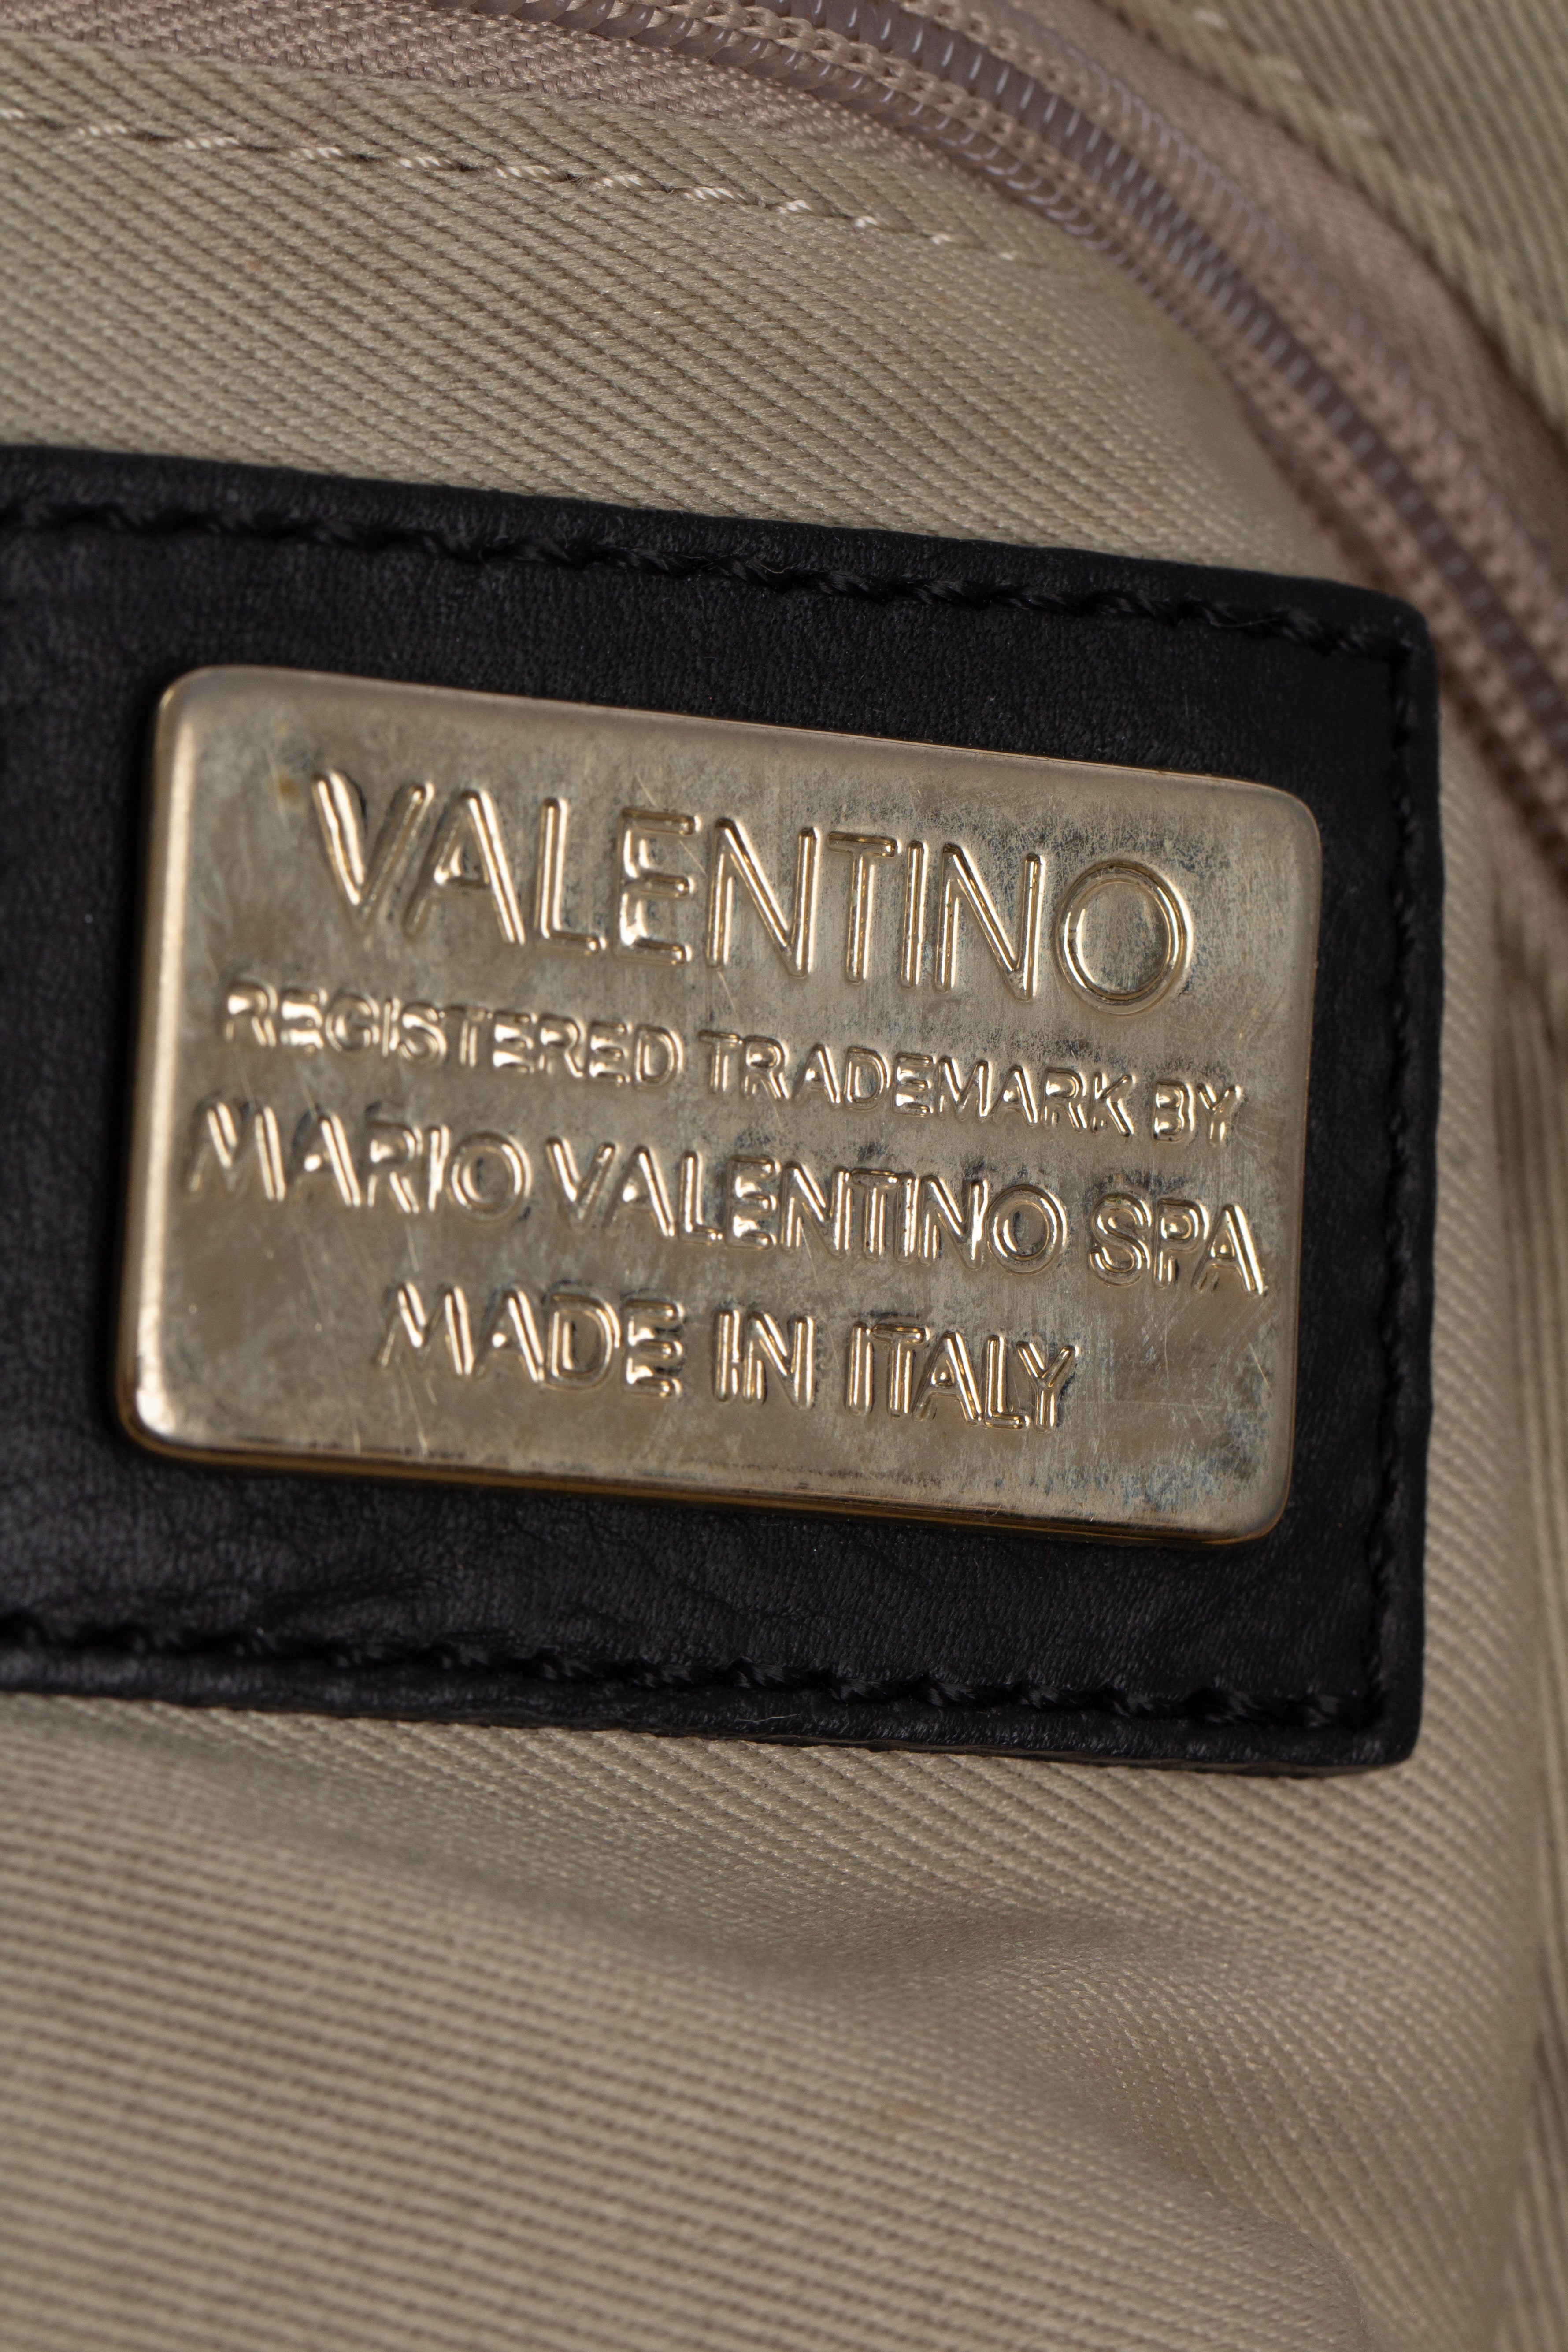 VALENTINO
REGISTERED TRADEMARK BY
MARIO VALENTINO SPA
MADE IN ITALY